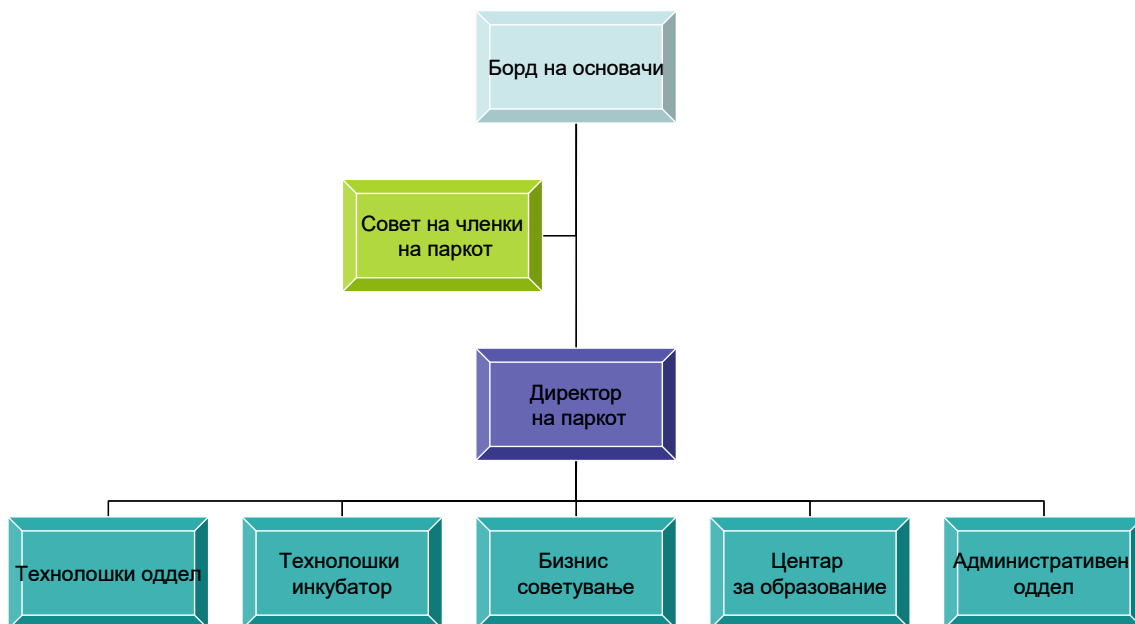 Борд на основачи
Совет на членки
на паркот
Директор
на паркот
Технолошки оддел
Технолошки
инкубатор
Бизнис
советување
Центар
за образование
Административен
оддел